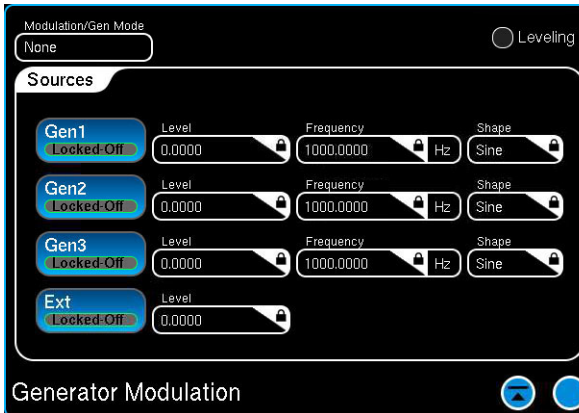 Modulation/Gen Mode
None
Leveling
Sources
Gen1
Locked-Off
Level
0.0000
Frequency
1000.0000
Hz
Shape
Sine
Gen2
Locked-Off
Level
0.0000
Frequency
1000.0000
Hz
Shape
Sine
Gen3
Locked-Off
Level
0.0000
Frequency
1000.0000
Hz
Shape
Sine
Ext
Locked-Off
Level
0.0000
Generator Modulation